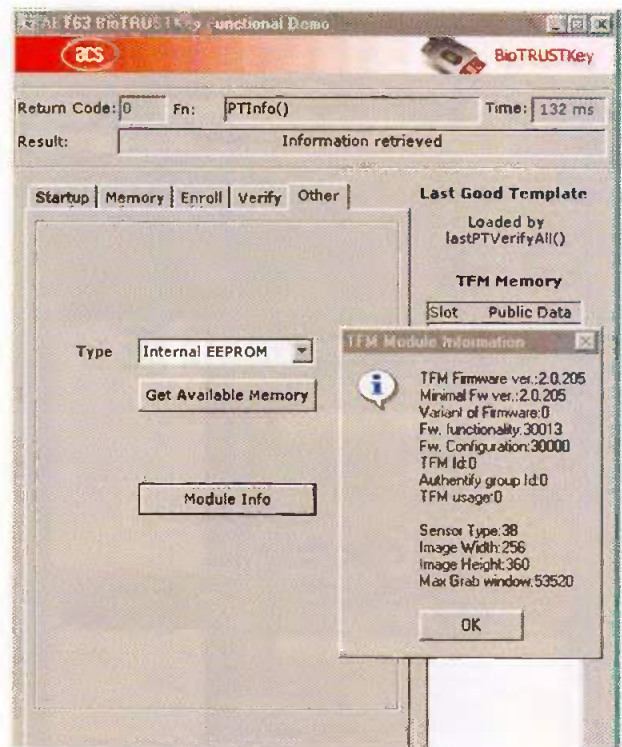 AET63 BioTRUSTKey Functional Demo
acs
BioTRUSTKey
Return Code: 0 Fn: PTInfo() Time: 132 ms
Result: Information retrieved
Startup Memory Enroll Verify Other
Last Good Template
Loaded by
lastPTVerifyAll()
TFM Memory
Slot Public Data
Type Internal EEPROM
Get Available Memory
Module Info
TFM Module Information
TFM Firmware ver.:2.0.205
Minimal Fw ver.:2.0.205
Variant of Firmware:0
Fw. functionality:30013
Fw. Configuration:30000
TFM Id:0
Authentify group Id:0
TFM usage:0
Sensor Type:38
Image Width:256
Image Height:360
Max Grab window:53520
OK